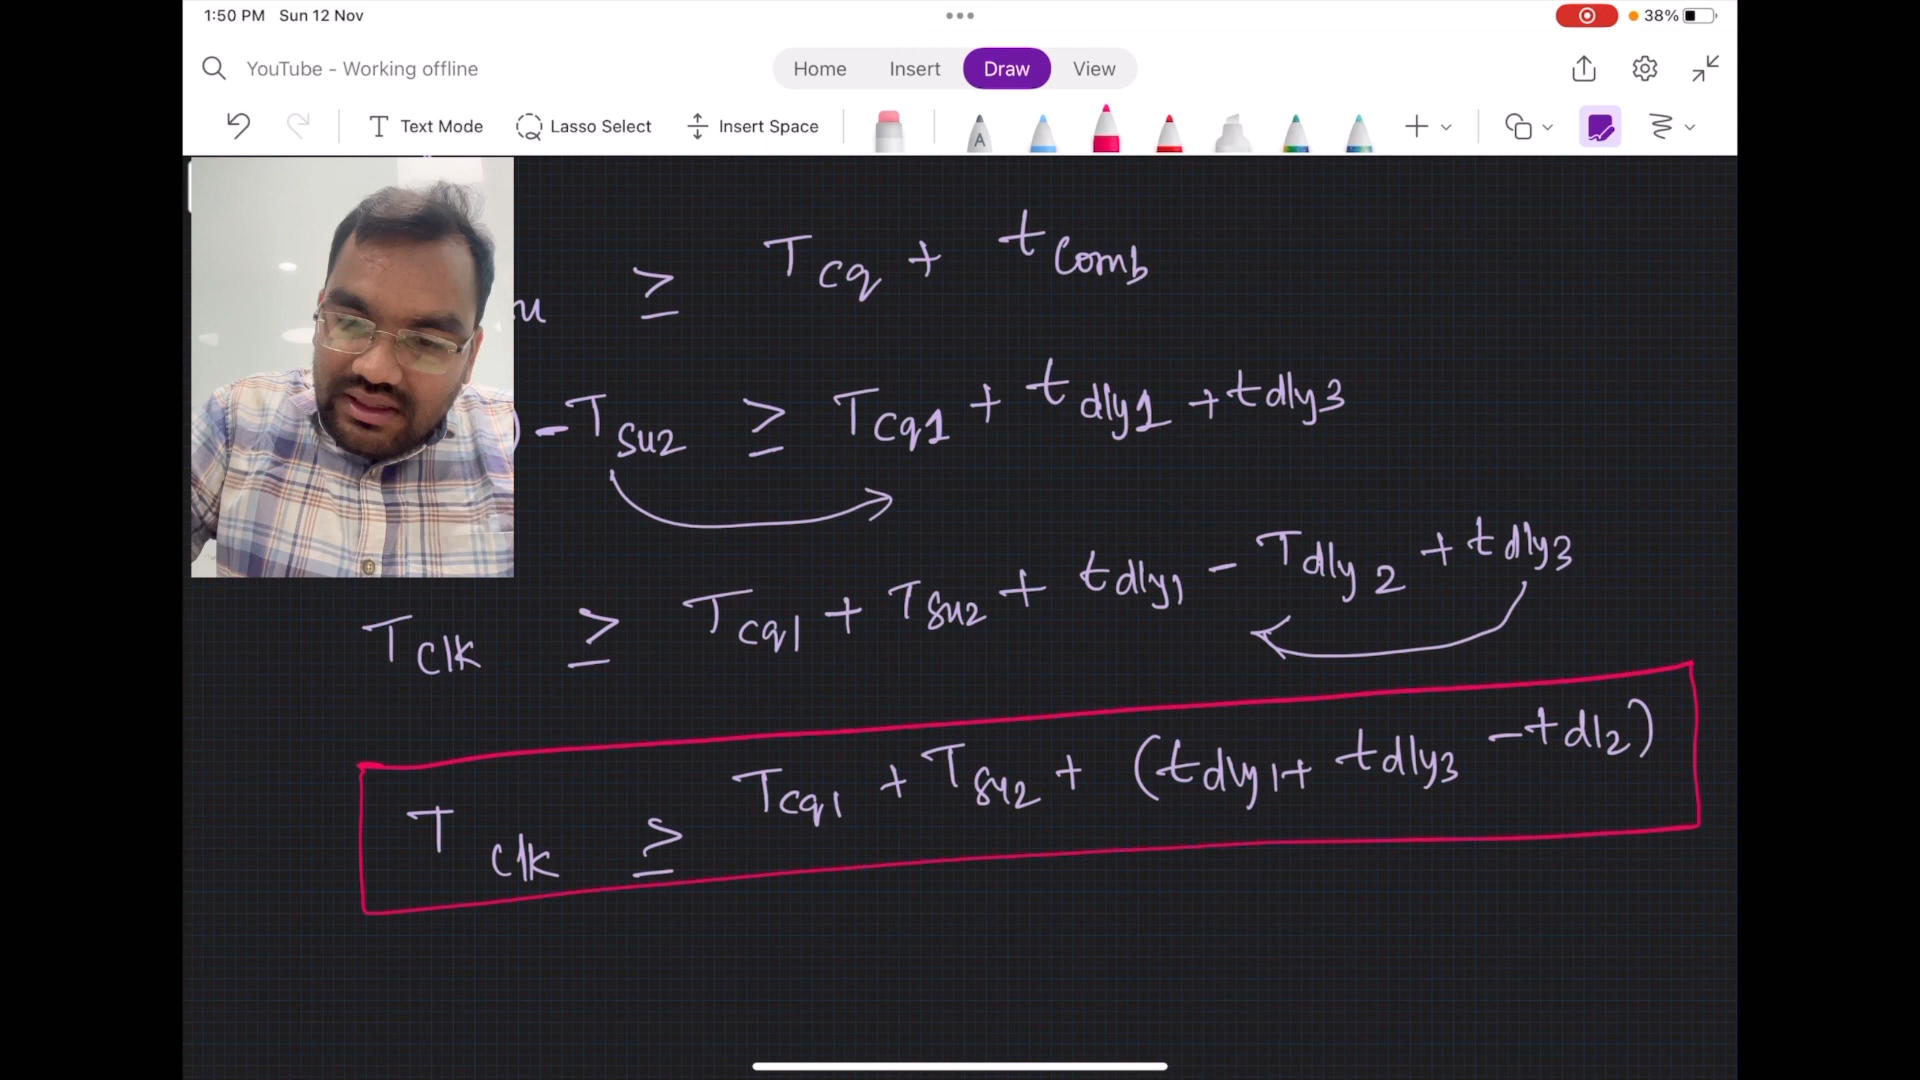 1:50 PM Sun 12 Nov
38%
YouTube - Working offline
Home Insert Draw View
Text Mode Lasso Select Insert Space
A
u ≥ Tcq + tcomb
) - Tsu2 ≥ Tcq1 + tdly1 + tdly3
Tclk ≥ Tcq1 + Tsu2 + tdly1 - Tdly2 + tdly3
Tclk ≥ Tcq1 + Tsu2 + (tdly1 + tdly3 - tdl2)